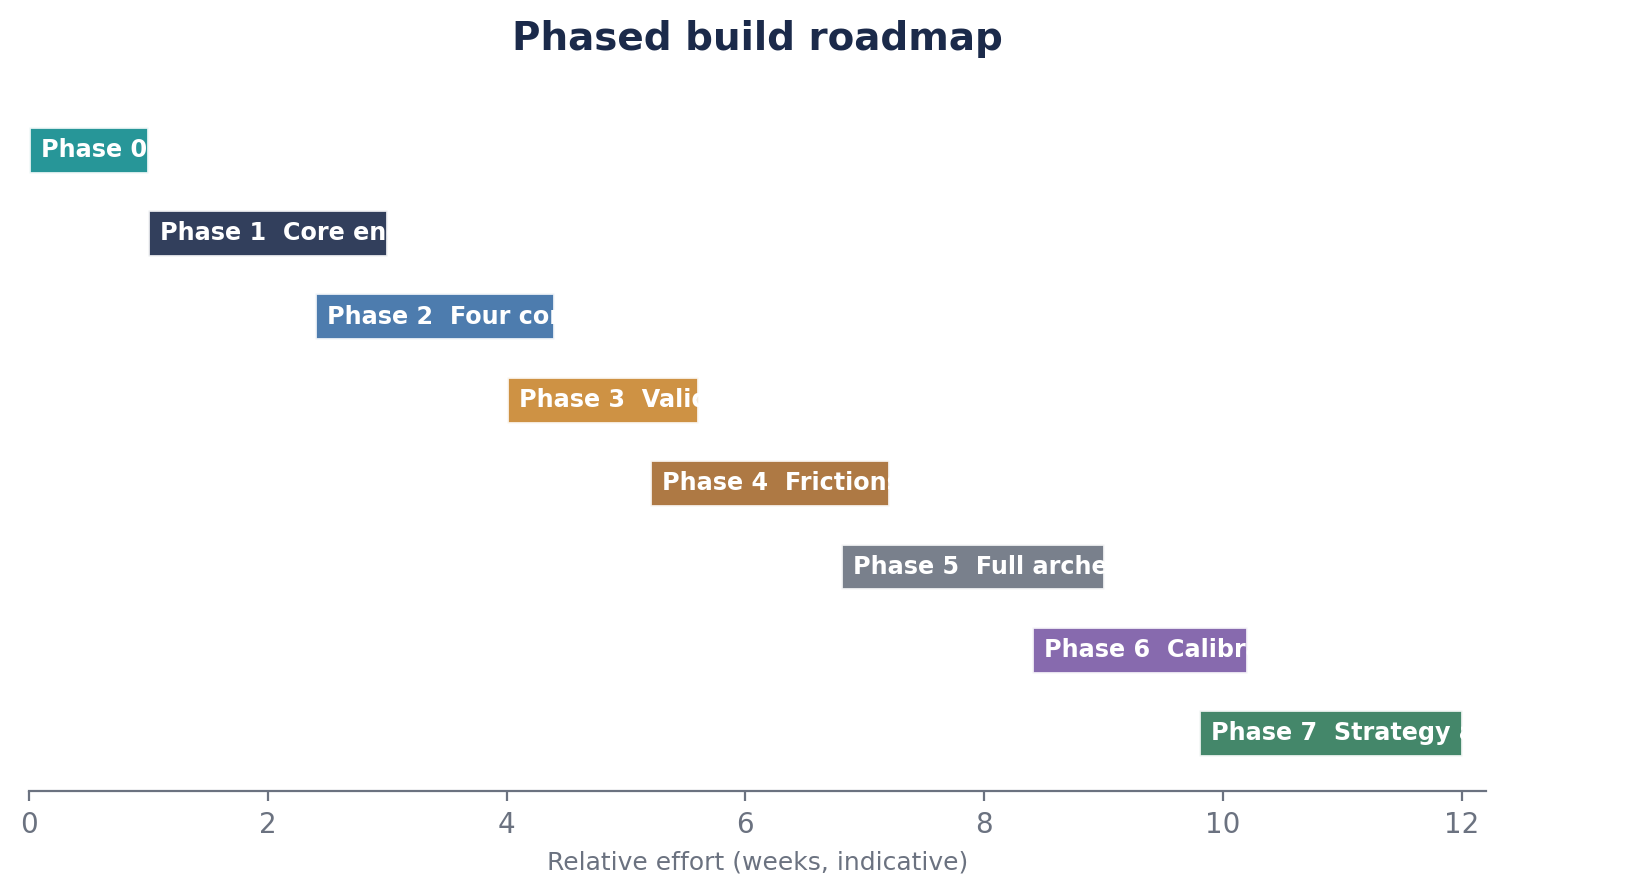 Phased build roadmap
Phase 0
Phase 1 Core en
Phase 2 Four co
Phase 3 Vali
Phase 4 Friction
Phase 5 Full arche
Phase 6 Calibr
Phase 7 Strategy
0 2 4 6 8 10 12
Relative effort (weeks, indicative)